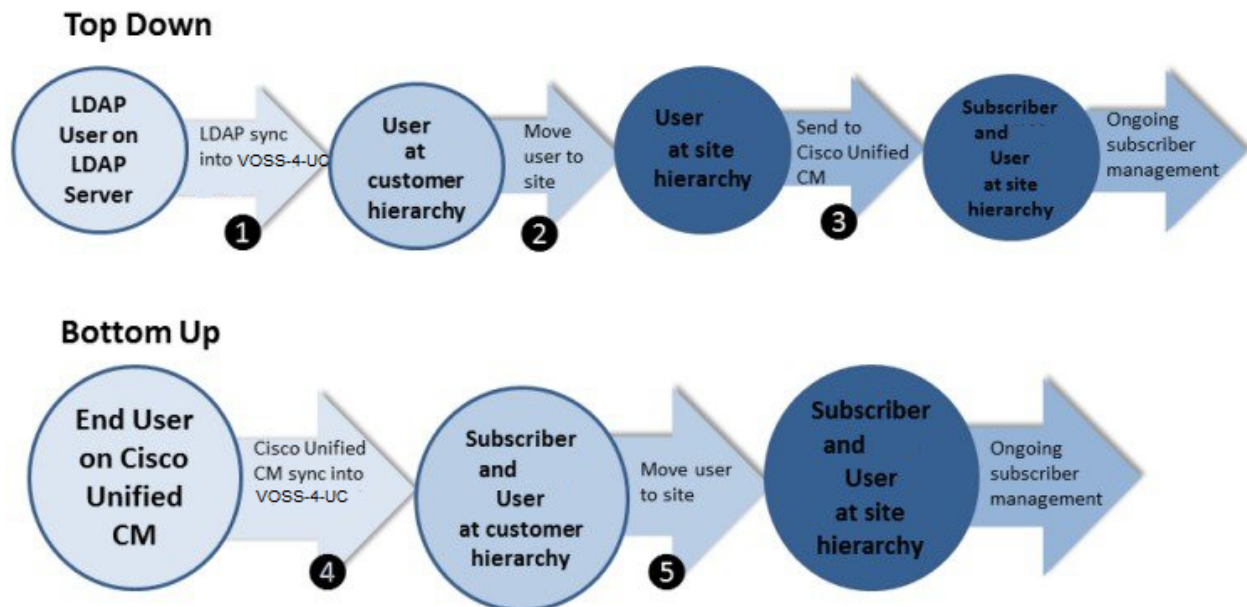 Top Down
LDAP
User on
LDAP
Server
LDAP sync
into VOSS-4-UC
1
User
at
customer
hierarchy
Move
user to
site
2
User
at site
hierarchy
Send to
Cisco Unified
CM
3
Subscriber
and
User
at site
hierarchy
Ongoing
subscriber
management
Bottom Up
End User
on Cisco
Unified
CM
Cisco Unified
CM sync into
VOSS-4-UC
4
Subscriber
and
User
at customer
hierarchy
Move user
to site
5
Subscriber
and
User
at site
hierarchy
Ongoing
subscriber
management